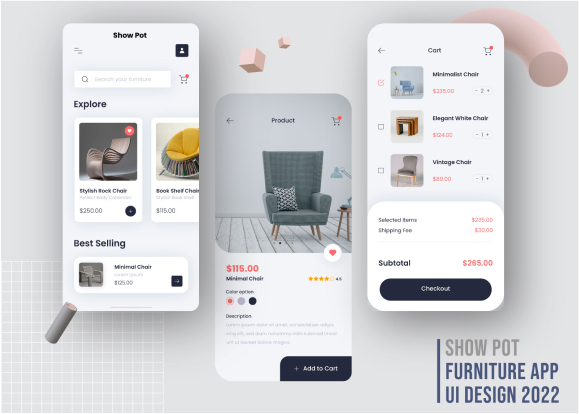 Show Pot
Search your furniture
Explore
Stylish Rock Chair
Perfect Rock Collection
$250.00
Book Shelf Chair
Stylish Shelf
$115.00
Best Selling
Minimal Chair
Lorem ipsum
$125.00
Product
$115.00
Minimal Chair
4.5
Color option
Description
Lorem ipsum dolor sit amet, consectetuer
adipiscing elit, sed diam nonummy nibh euismod tincidunt
ut laoreet dolore magna
+ Add to Cart
Cart
Minimalist Chair
$235.00
- 2 +
Elegant White Chair
$124.00
- 1 +
Vintage Chair
$89.00
- 1 +
Selected Items
$235.00
Shipping Fee
$30.00
Subtotal
$265.00
Checkout
SHOW POT
FURNITURE APP
UI DESIGN 2022